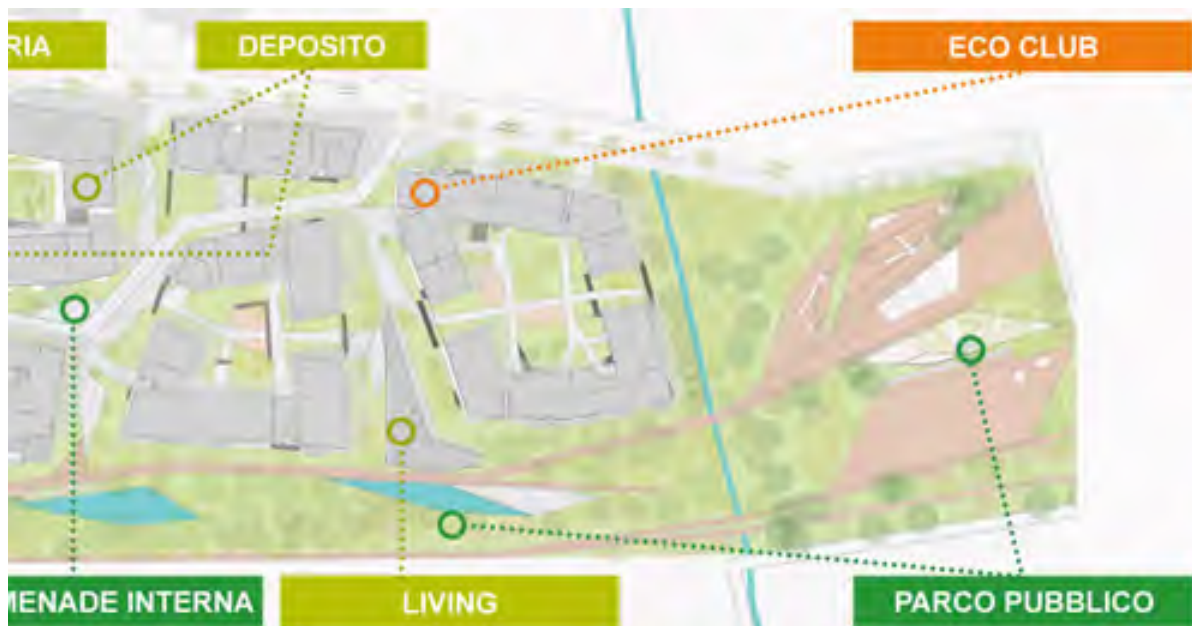 RIA
DEPOSITO
ECO CLUB
MENADE INTERNA
LIVING
PARCO PUBBLICO